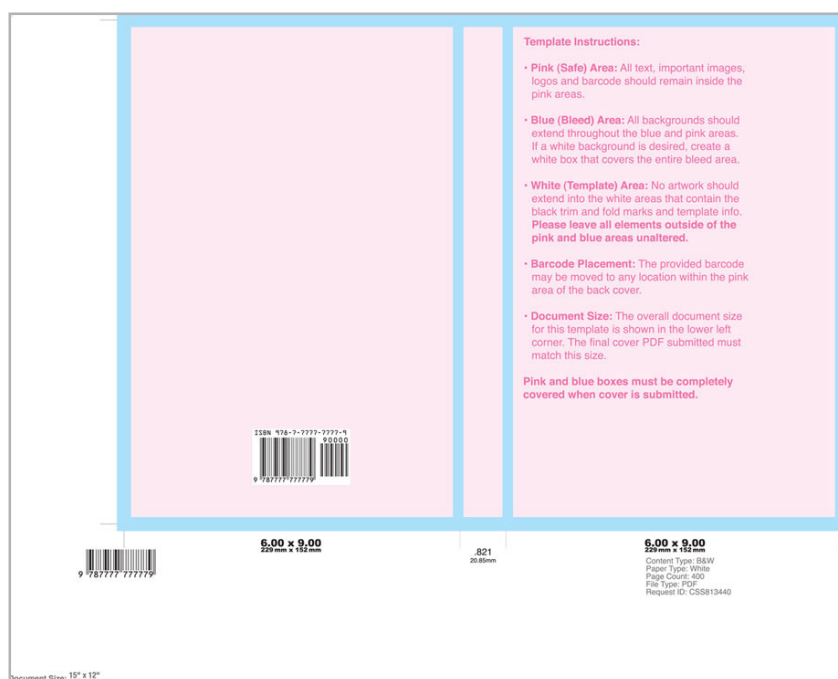 Template Instructions:
• Pink (Safe) Area: All text, important images,
logos and barcode should remain inside the
pink areas.
• Blue (Bleed) Area: All backgrounds should
extend throughout the blue and pink areas.
If a white background is desired, create a
white box that covers the entire bleed area.
• White (Template) Area: No artwork should
extend into the white areas that contain the
black trim and fold marks and template info.
Please leave all elements outside of the
pink and blue areas unaltered.
• Barcode Placement: The provided barcode
may be moved to any location within the pink
area of the back cover.
• Document Size: The overall document size
for this template is shown in the lower left
corner. The final cover PDF submitted must
match this size.
Pink and blue boxes must be completely
covered when cover is submitted.
ISBN 976-7-7777-7777-9
90000
9 787777 777779
6.00 x 9.00
229 mm x 152 mm
.821
20.85mm
6.00 x 9.00
229 mm x 152 mm
Content Type: B&W
Paper Type: White
Page Count: 400
File Type: PDF
Request ID: CSS813440
9 787777 777779
Document Size: 15" x 12"